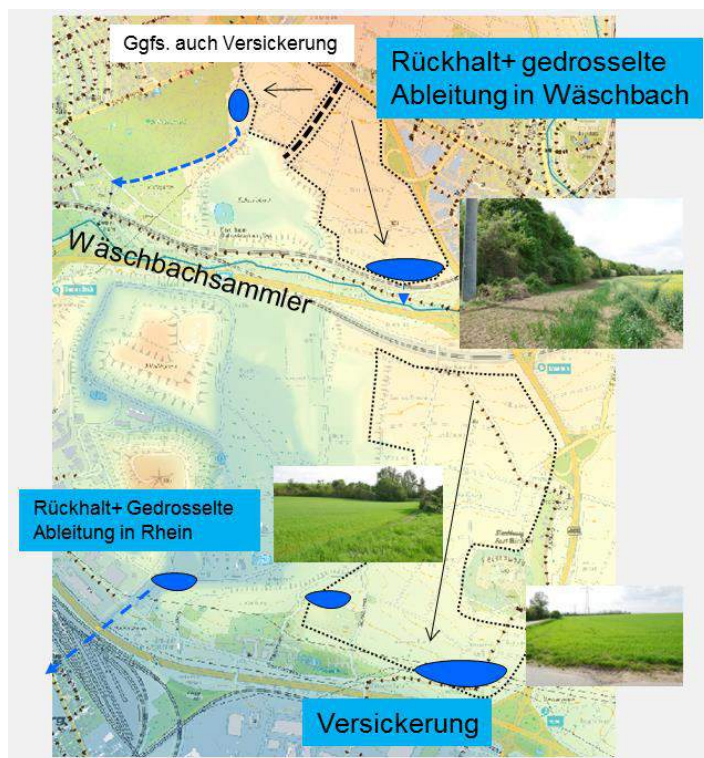 Ggfs. auch Versickerung
Rückhalt+ gedrosselte
Ableitung in Wäschbach
Wäschbachsammler
Rückhalt+ Gedrosselte
Ableitung in Rhein
Versickerung